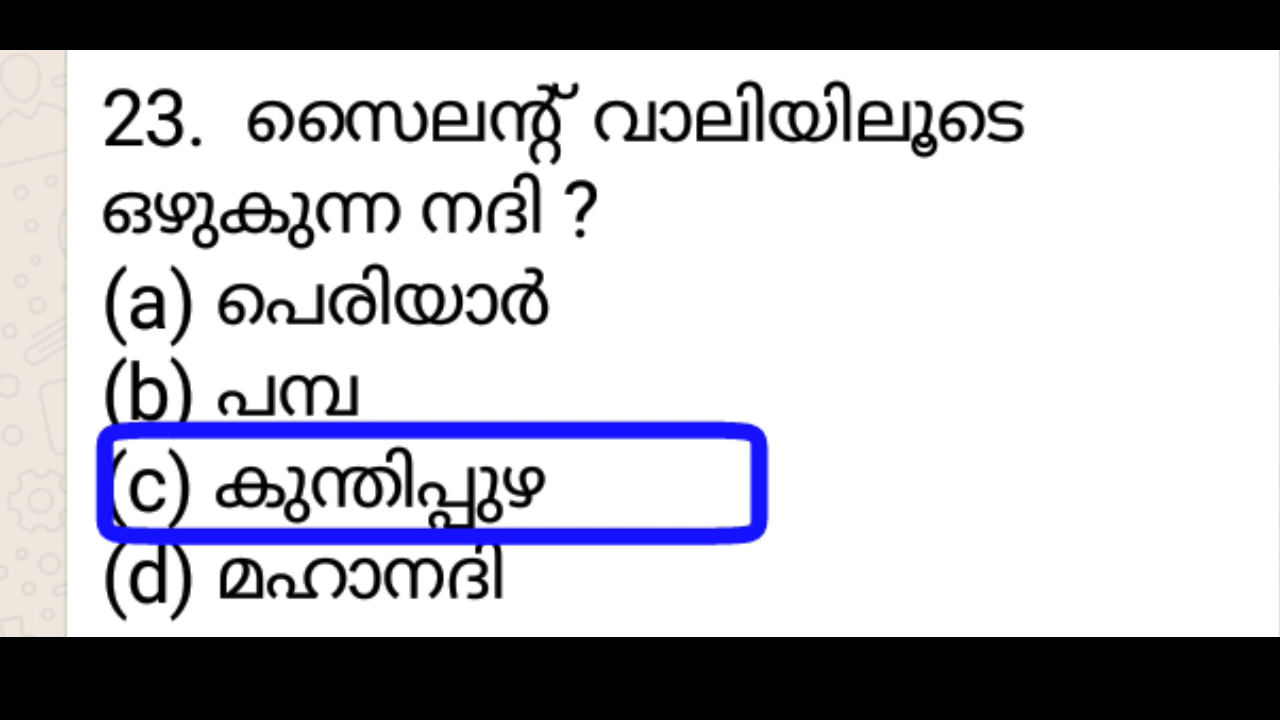 23. സൈലന്റ് വാലിയിലൂടെ
ഒഴുകുന്ന നദി ?
(a) പെരിയാർ
(b) പമ്പ
(c) കുന്തിപ്പുഴ
(d) മഹാനദി